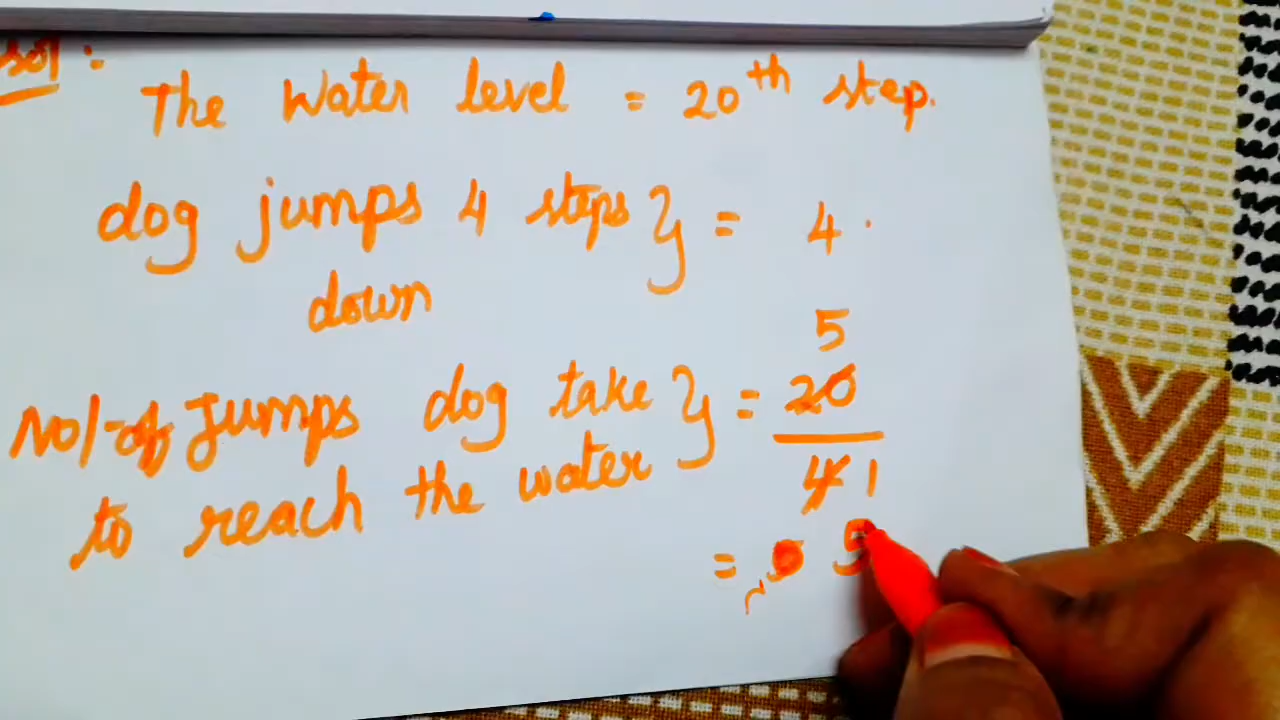 sol :
The Water level = 20th step.
dog jumps 4 steps } = 4.
down
5
No/-of Jumps dog take } = 20
to reach the water 4 1
= 5